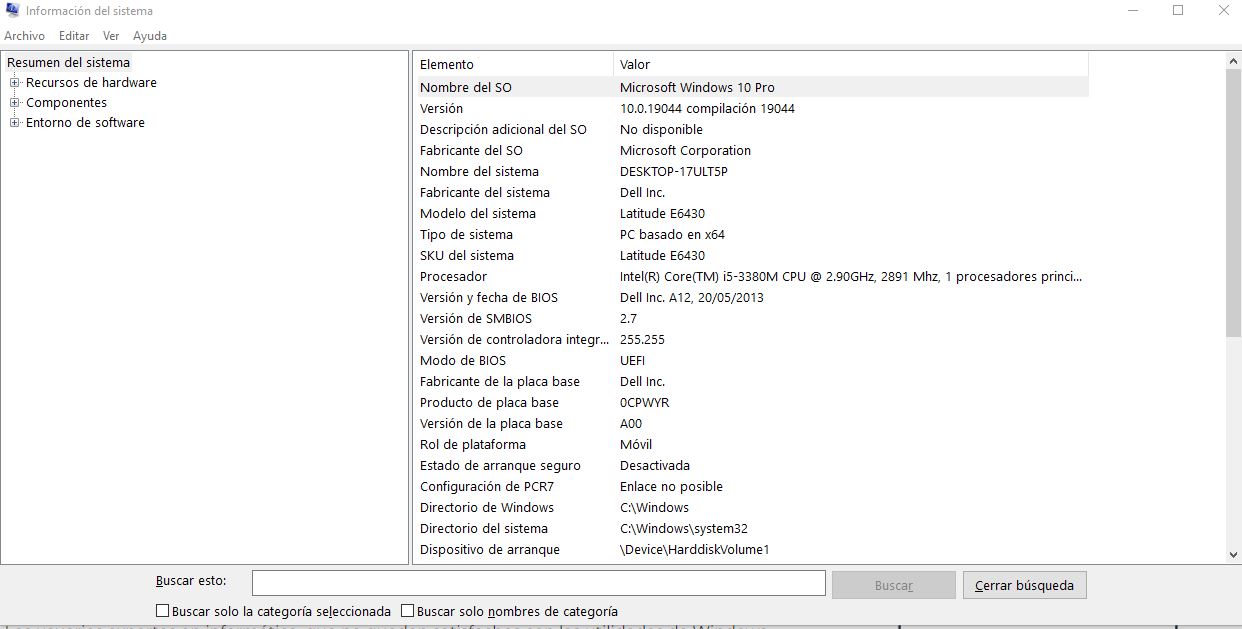 Información del sistema
Archivo Editar Ver Ayuda
Resumen del sistema
Recursos de hardware
Componentes
Entorno de software
Elemento Valor
Nombre del SO Microsoft Windows 10 Pro
Versión 10.0.19044 compilación 19044
Descripción adicional del SO No disponible
Fabricante del SO Microsoft Corporation
Nombre del sistema DESKTOP-17ULT5P
Fabricante del sistema Dell Inc.
Modelo del sistema Latitude E6430
Tipo de sistema PC basado en x64
SKU del sistema Latitude E6430
Procesador Intel(R) Core(TM) i5-3380M CPU @ 2.90GHz, 2891 Mhz, 1 procesadores princi...
Versión y fecha de BIOS Dell Inc. A12, 20/05/2013
Versión de SMBIOS 2.7
Versión de controladora integr... 255.255
Modo de BIOS UEFI
Fabricante de la placa base Dell Inc.
Producto de placa base 0CPWYR
Versión de la placa base A00
Rol de plataforma Móvil
Estado de arranque seguro Desactivada
Configuración de PCR7 Enlace no posible
Directorio de Windows C:\Windows
Directorio del sistema C:\Windows\system32
Dispositivo de arranque \Device\HarddiskVolume1
Buscar esto: Buscar Cerrar búsqueda
Buscar solo la categoría seleccionada Buscar solo nombres de categoría